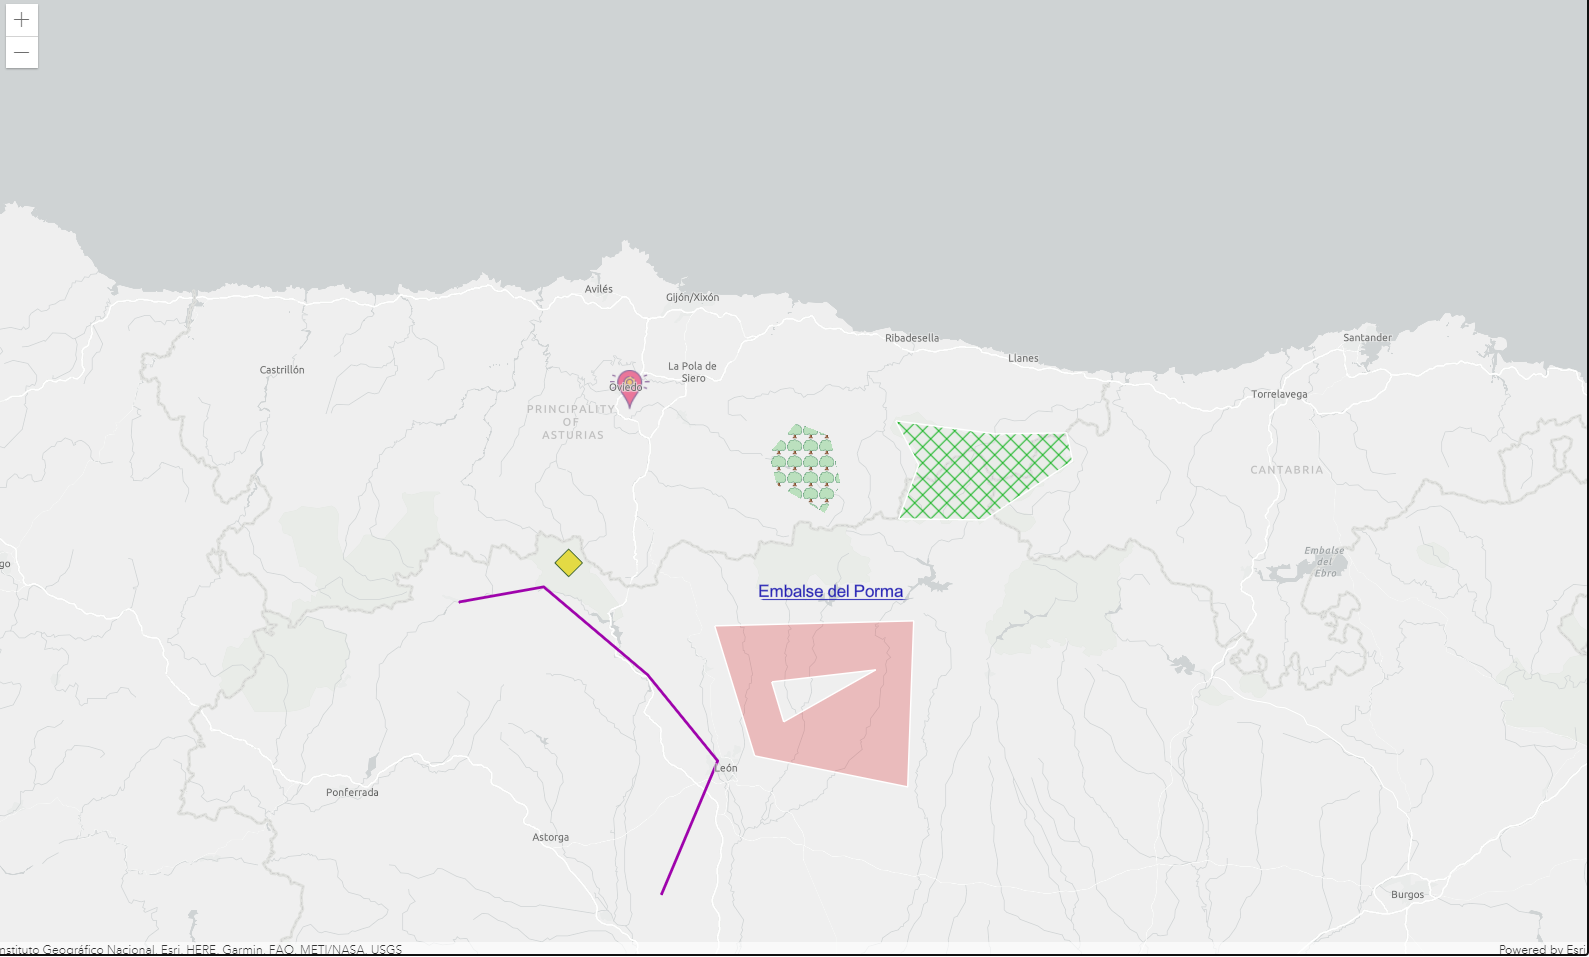 +
−
Avilés
Gijón/Xixón
Ribadesella
Santander
Llanes
La Pola de
Siero
Castrillón
Oviedo
Torrelavega
PRINCIPALITY
OF
ASTURIAS
CANTABRIA
Embalse
del
Ebro
go
Embalse del Porma
León
Ponferrada
Astorga
Burgos
nstituto Geográfico Nacional, Esri, HERE, Garmin, FAO, METI/NASA, USGS
Powered by Esri